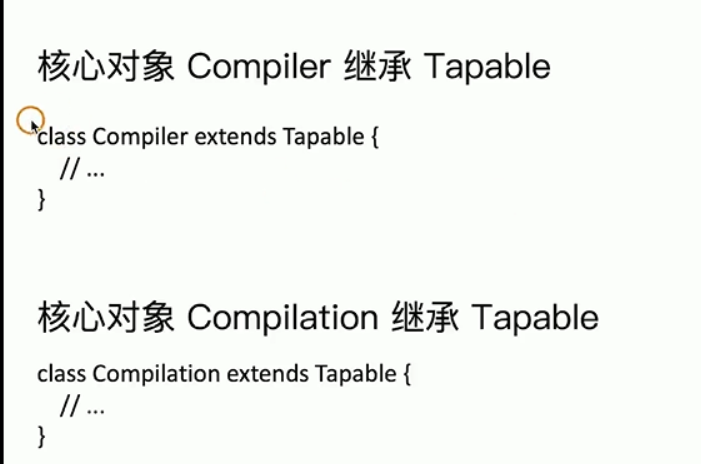 核心对象 Compiler 继承 Tapable
class Compiler extends Tapable {
// ...
}
核心对象 Compilation 继承 Tapable
class Compilation extends Tapable {
// ...
}